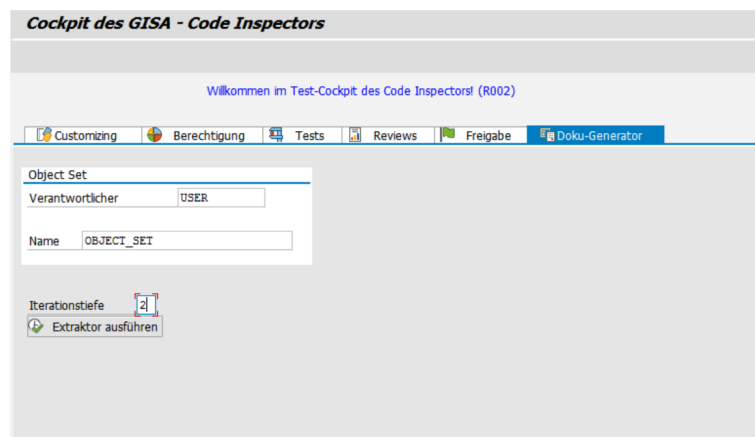 Cockpit des GISA - Code Inspectors
Willkommen im Test-Cockpit des Code Inspectors! (R002)
Customizing Berechtigung Tests Reviews Freigabe Doku-Generator
Object Set
Verantwortlicher USER
Name OBJECT_SET
Iterationstiefe 2
Extraktor ausführen